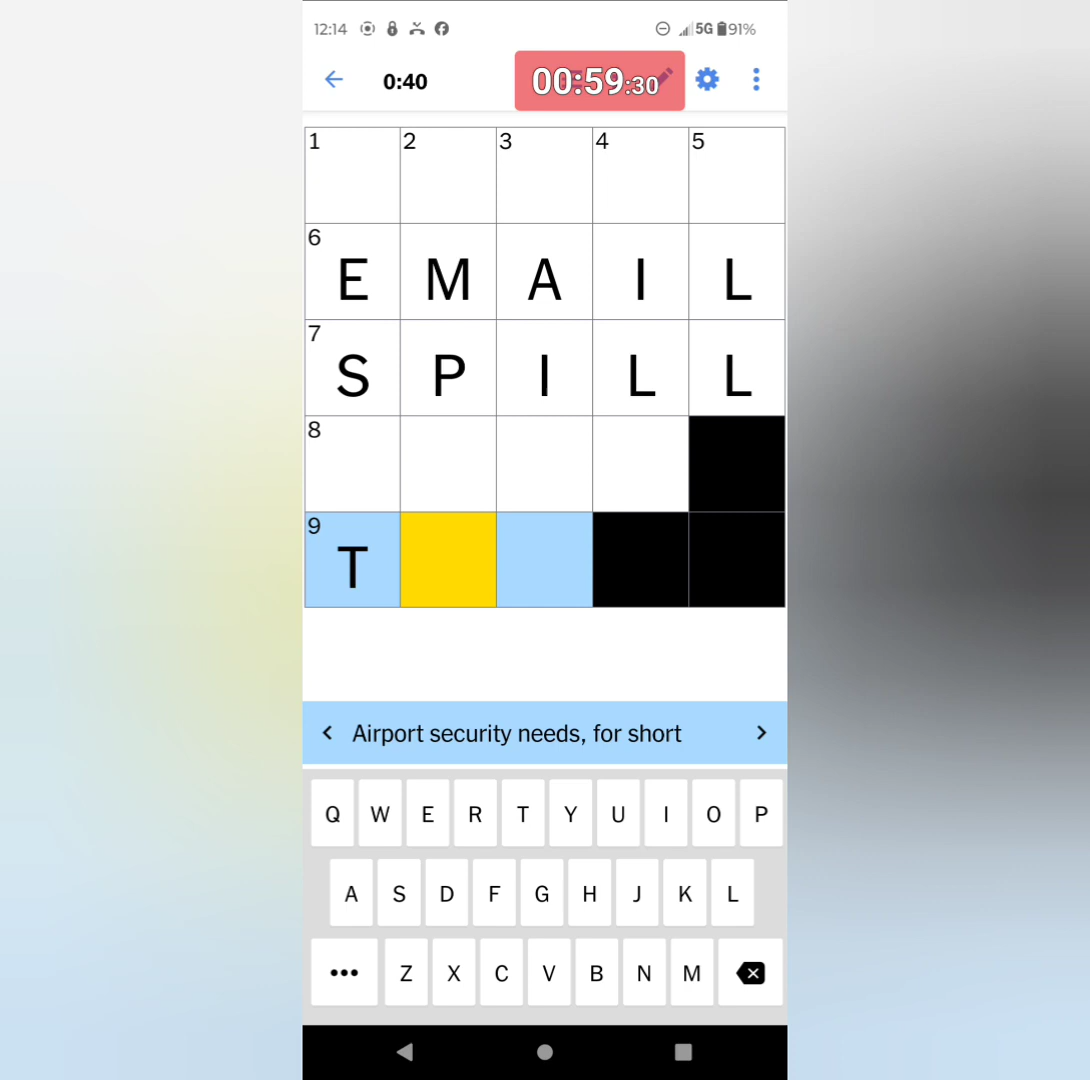 12:14 5G 91%
0:40 00:59:30
1 2 3 4 5
6 E M A I L
7 S P I L L
8
9 T
< Airport security needs, for short >
Q W E R T Y U I O P
A S D F G H J K L
••• Z X C V B N M